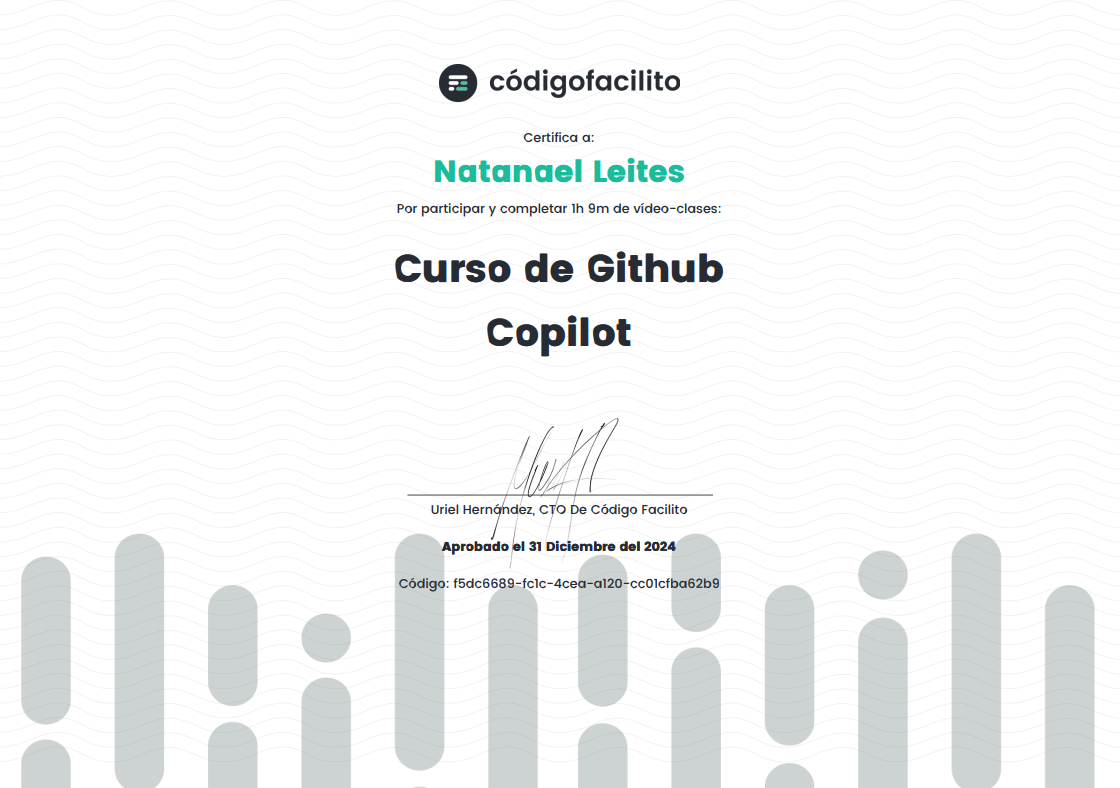 códigofacilito
Certifica a:
Natanael Leites
Por participar y completar 1h 9m de vídeo-clases:
Curso de Github
Copilot
Uriel Hernández, CTO De Código Facilito
Aprobado el 31 Diciembre del 2024
Código: f5dc6689-fc1c-4cea-a120-cc01cfba62b9